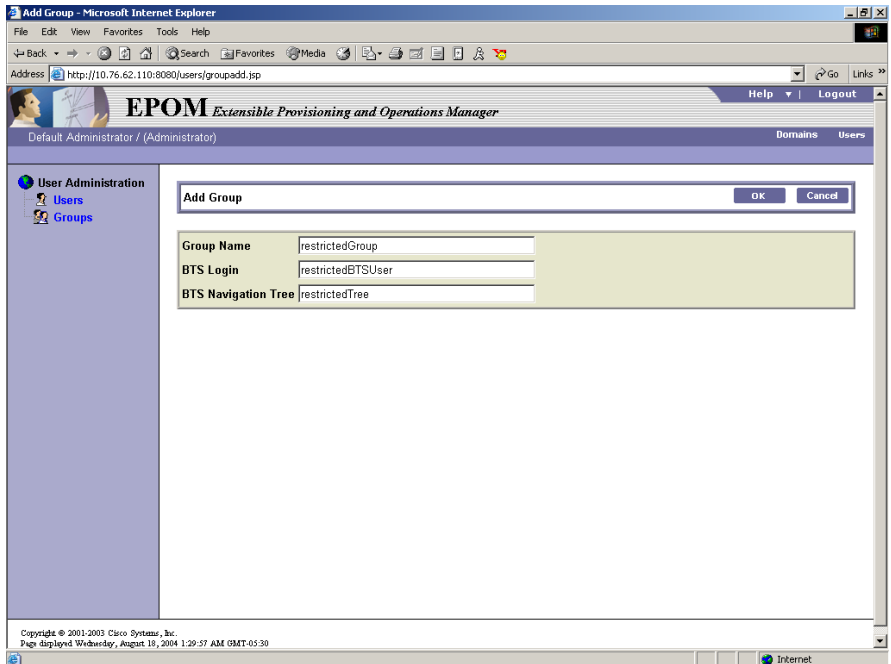 Add Group - Microsoft Internet Explorer
File Edit View Favorites Tools Help
Back Search Favorites Media
Address http://10.76.62.110:8080/users/groupadd.jsp Go Links »
Help | Logout
EPOM Extensible Provisioning and Operations Manager
Default Administrator / (Administrator) Domains Users
User Administration
Users
Groups
Add Group OK Cancel
Group Name restrictedGroup
BTS Login restrictedBTSUser
BTS Navigation Tree restrictedTree
Copyright © 2001-2003 Cisco Systems, Inc.
Page displayed Wednesday, August 18, 2004 1:29:57 AM GMT-05:30
Internet